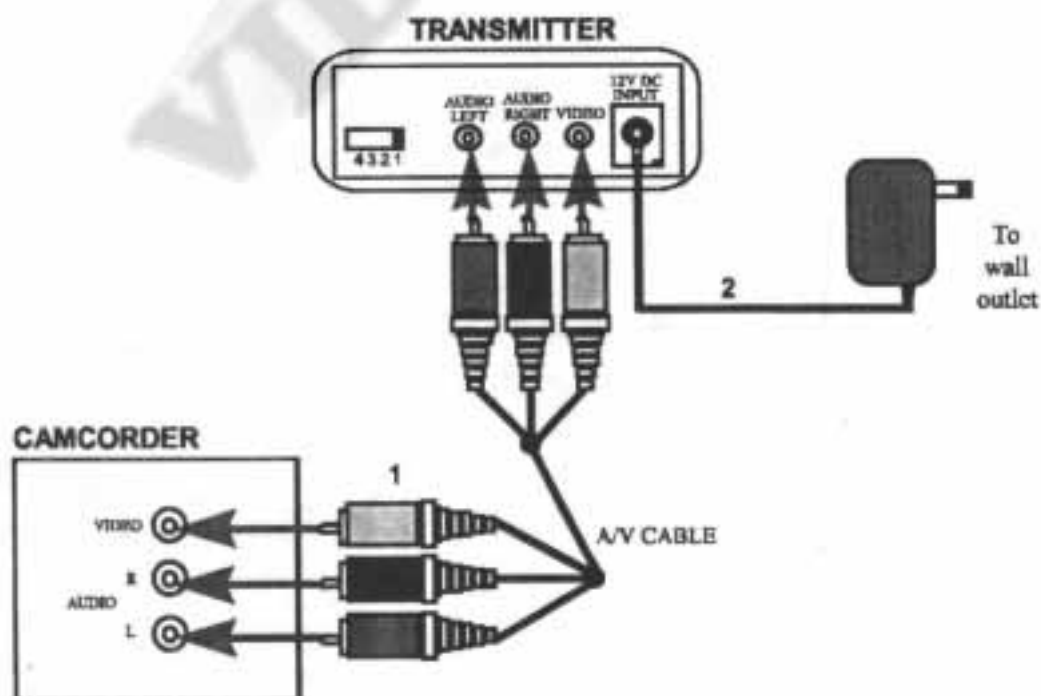 TRANSMITTER
12V DC
INPUT
AUDIO
LEFT
AUDIO
RIGHT
VIDEO
4 3 2 1
To
wall
outlet
2
CAMCORDER
1
VIDEO
R
AUDIO
L
A/V CABLE